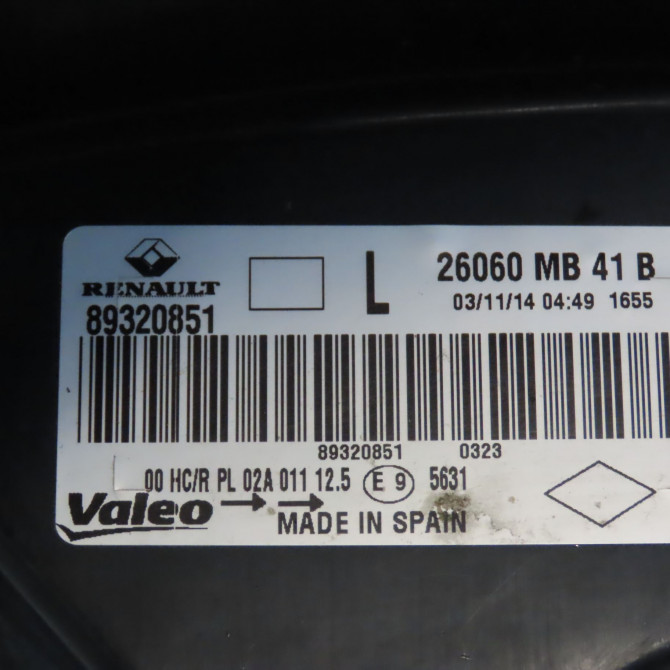 RENAULT
89320851
L
26060 MB 41 B
03/11/14 04:49 1655
89320851 0323
00 HC/R PL 02A 011 12.5 E 9 5631
Valeo
MADE IN SPAIN